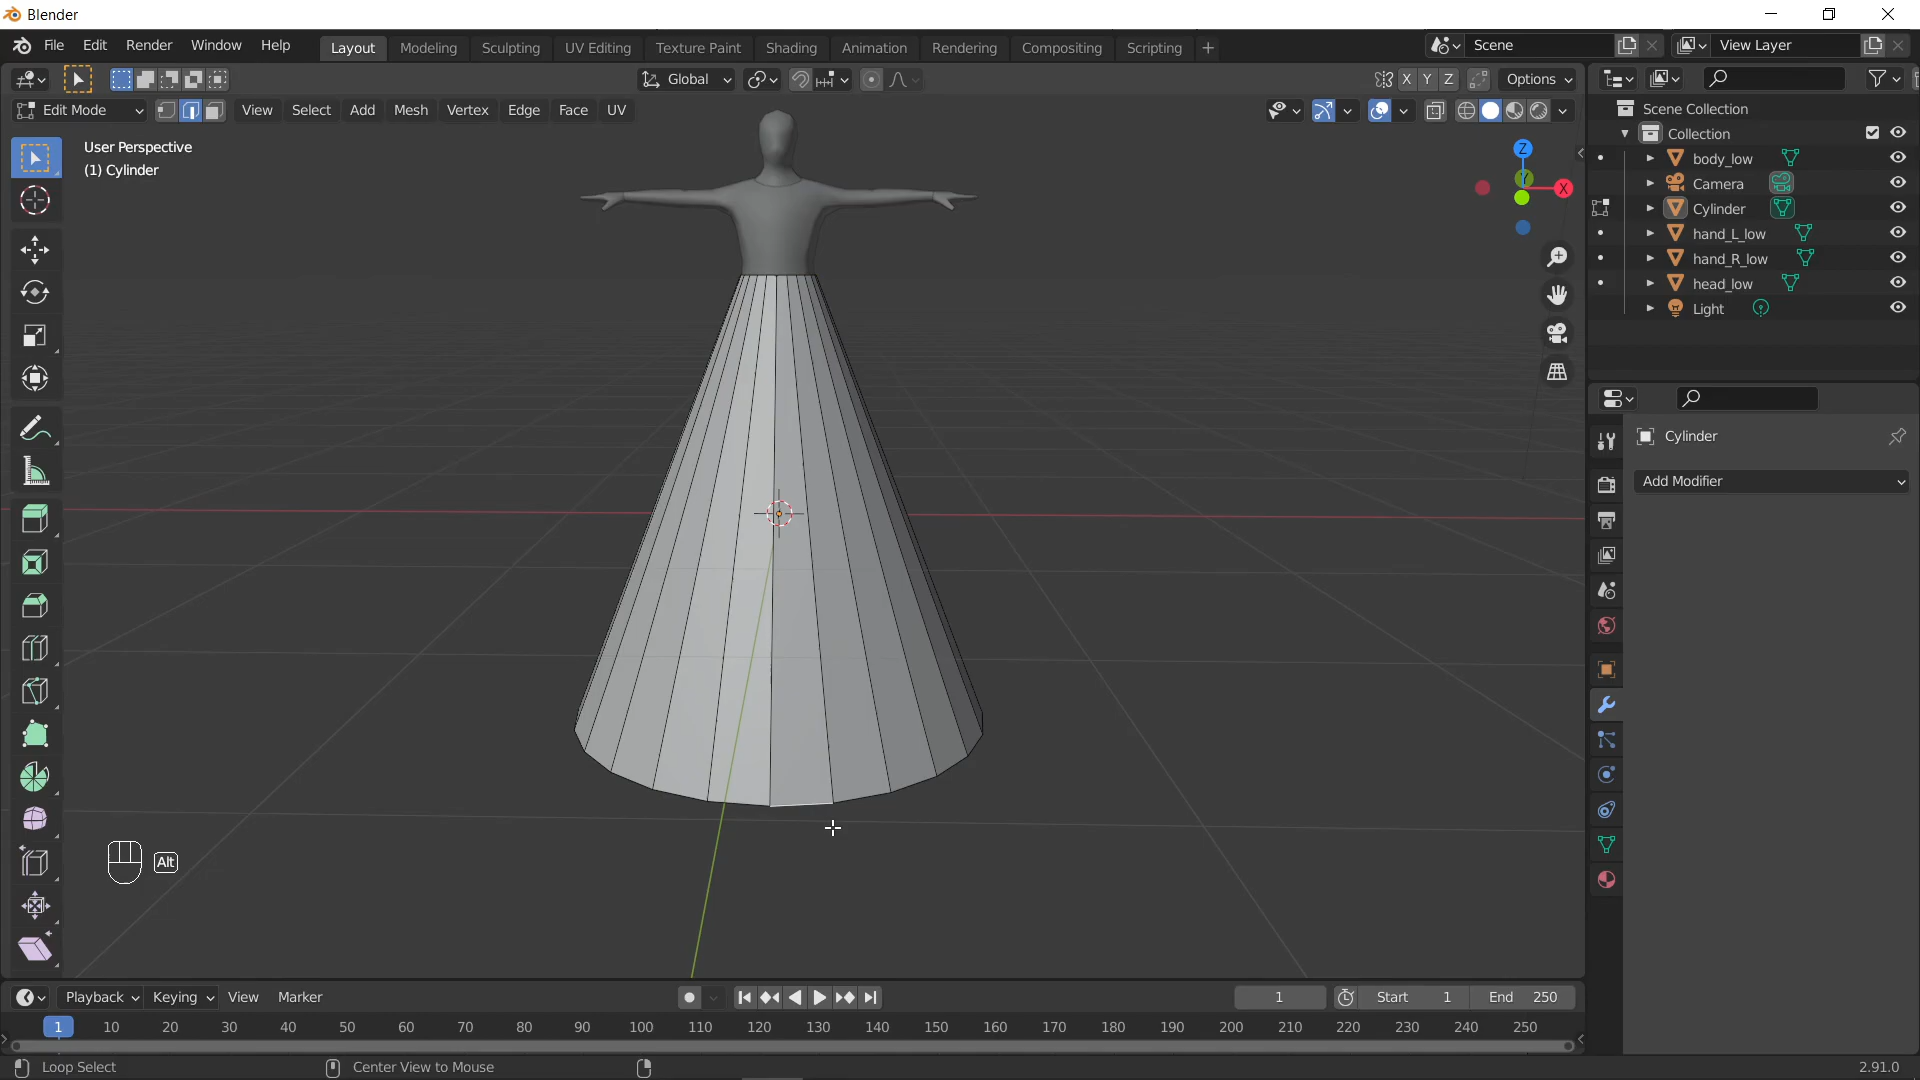 Blender
File Edit Render Window Help Layout Modeling Sculpting UV Editing Texture Paint Shading Animation Rendering Compositing Scripting + Scene View Layer
Global X Y Z Options
Edit Mode View Select Add Mesh Vertex Edge Face UV
User Perspective
(1) Cylinder
Z
Y
X
Scene Collection
Collection
body_low
Camera
Cylinder
hand_L_low
hand_R_low
head_low
Light
Cylinder
Add Modifier
Alt
Playback Keying View Marker 1 Start 1 End 250
1 10 20 30 40 50 60 70 80 90 100 110 120 130 140 150 160 170 180 190 200 210 220 230 240 250
Loop Select Center View to Mouse 2.91.0